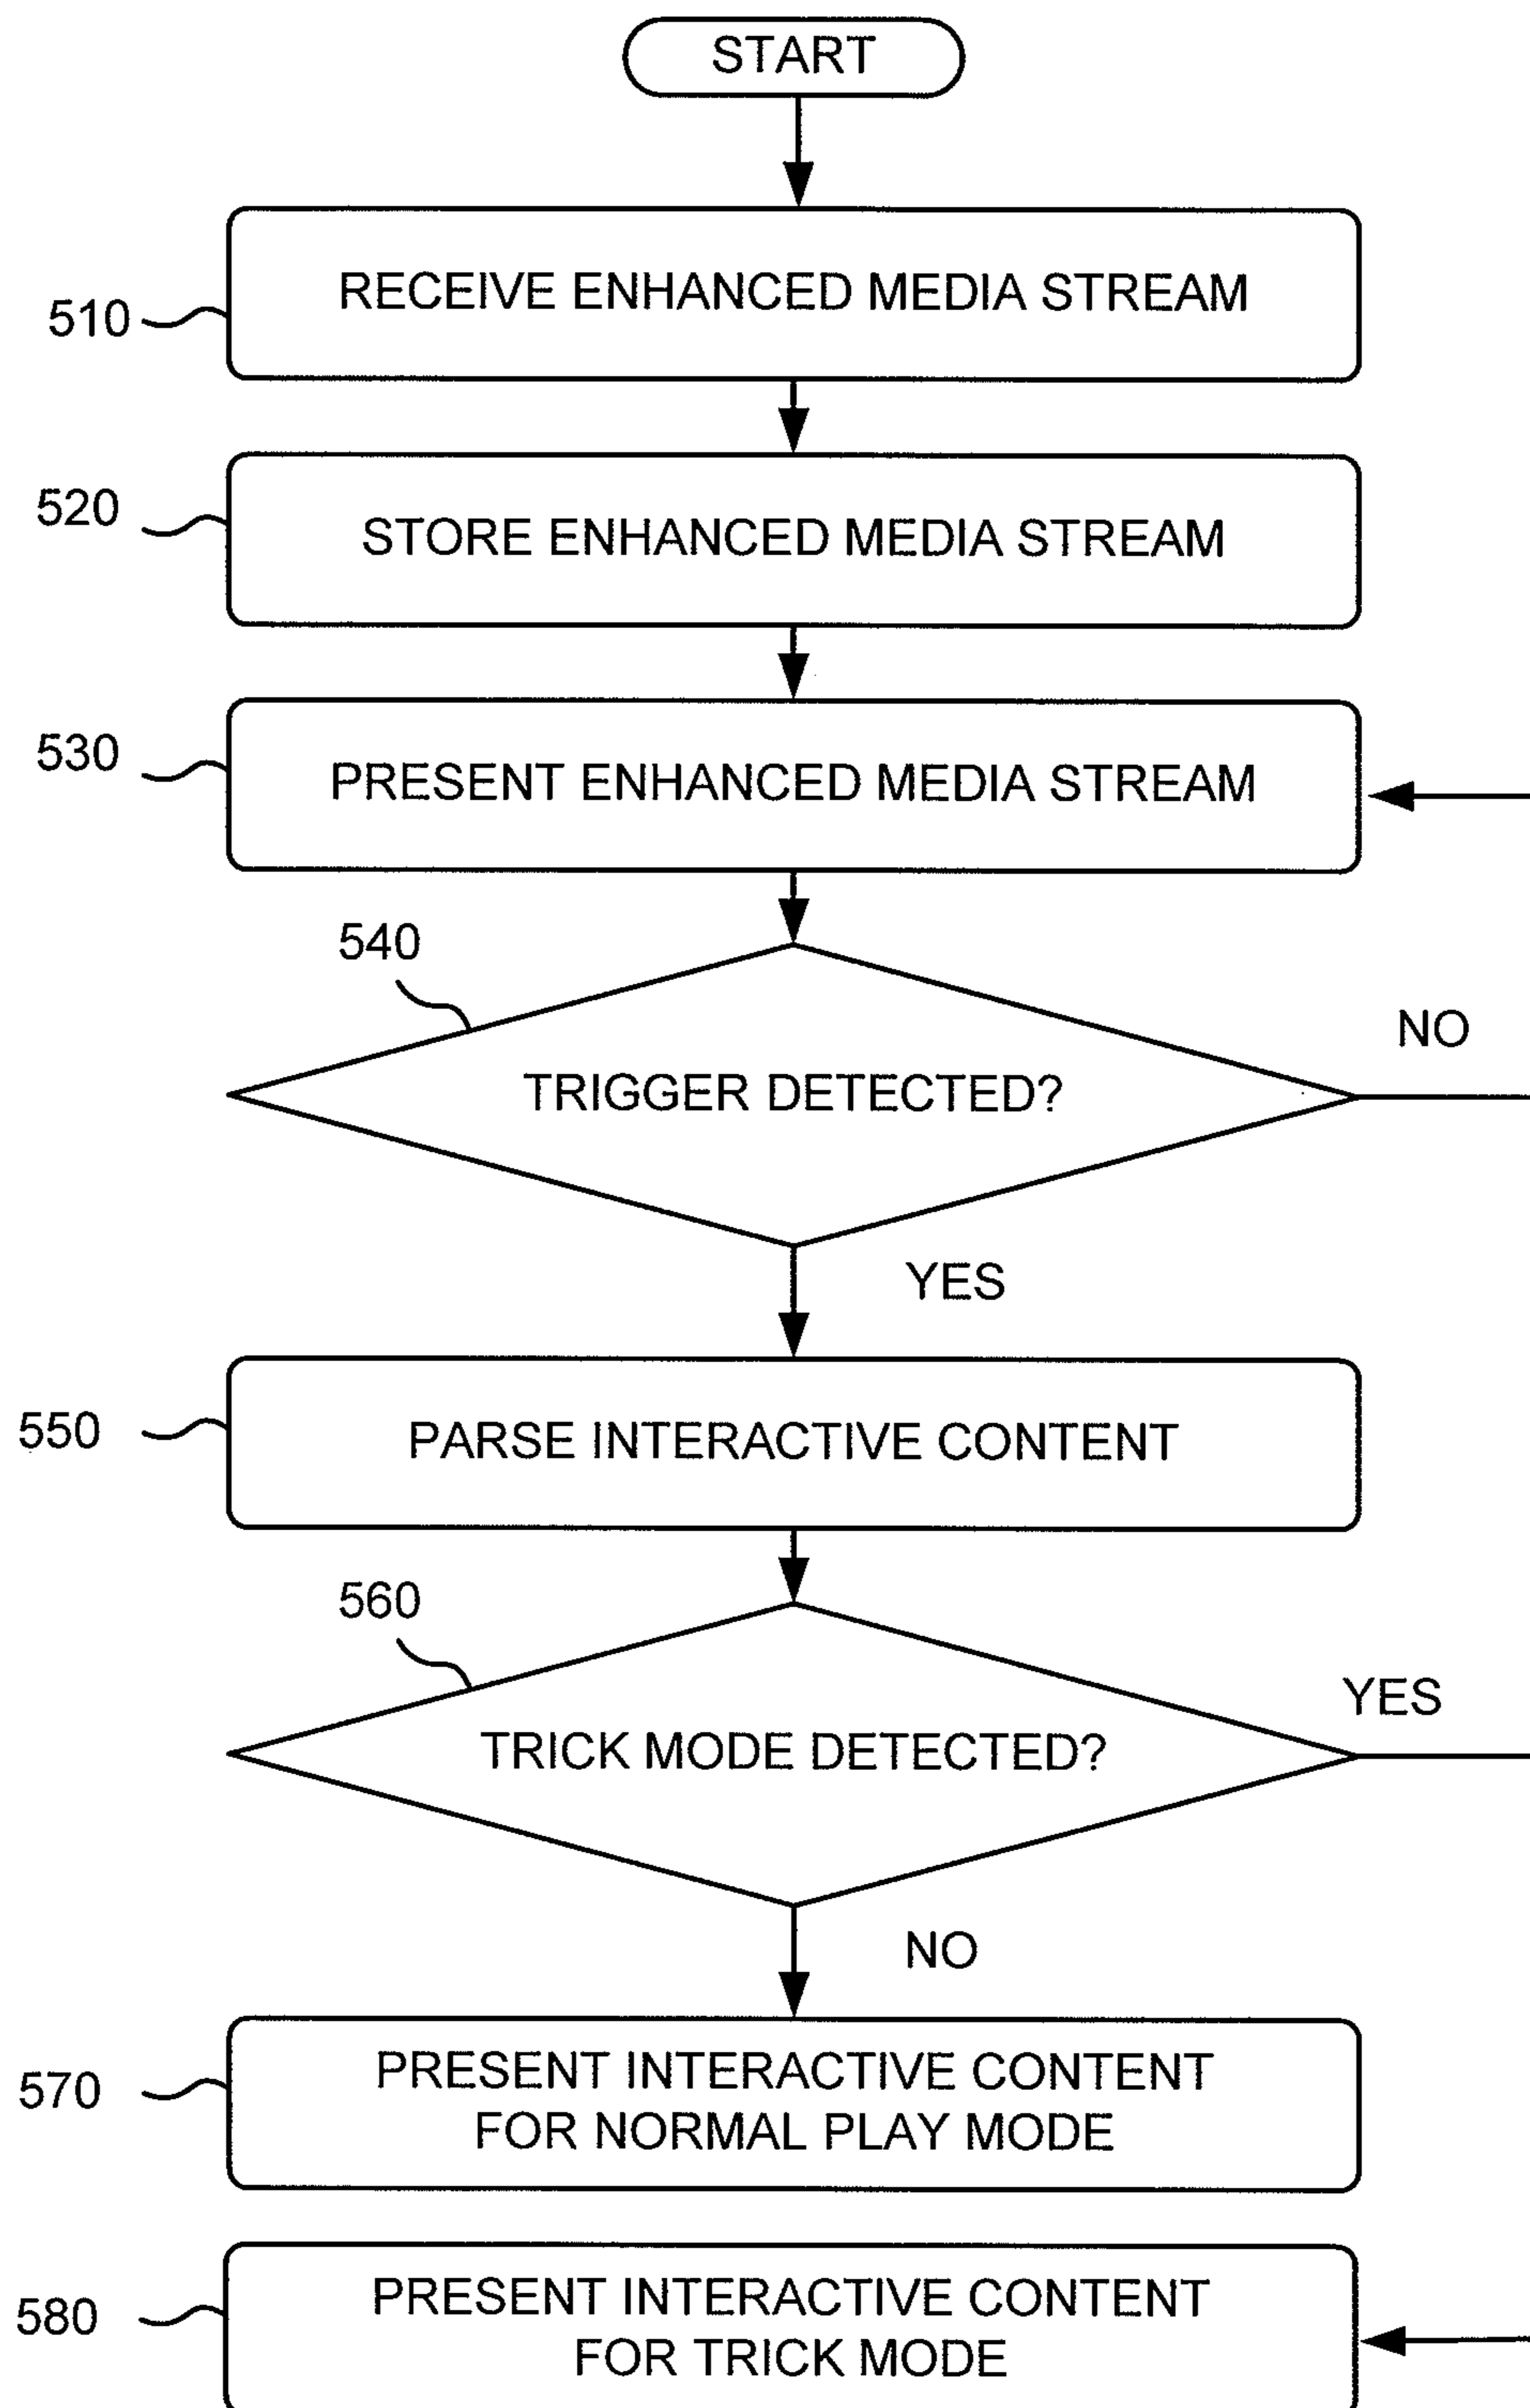 START
510
RECEIVE ENHANCED MEDIA STREAM
520
STORE ENHANCED MEDIA STREAM
530
PRESENT ENHANCED MEDIA STREAM
540
TRIGGER DETECTED?
NO
YES
550
PARSE INTERACTIVE CONTENT
560
TRICK MODE DETECTED?
YES
NO
570
PRESENT INTERACTIVE CONTENT
FOR NORMAL PLAY MODE
580
PRESENT INTERACTIVE CONTENT
FOR TRICK MODE